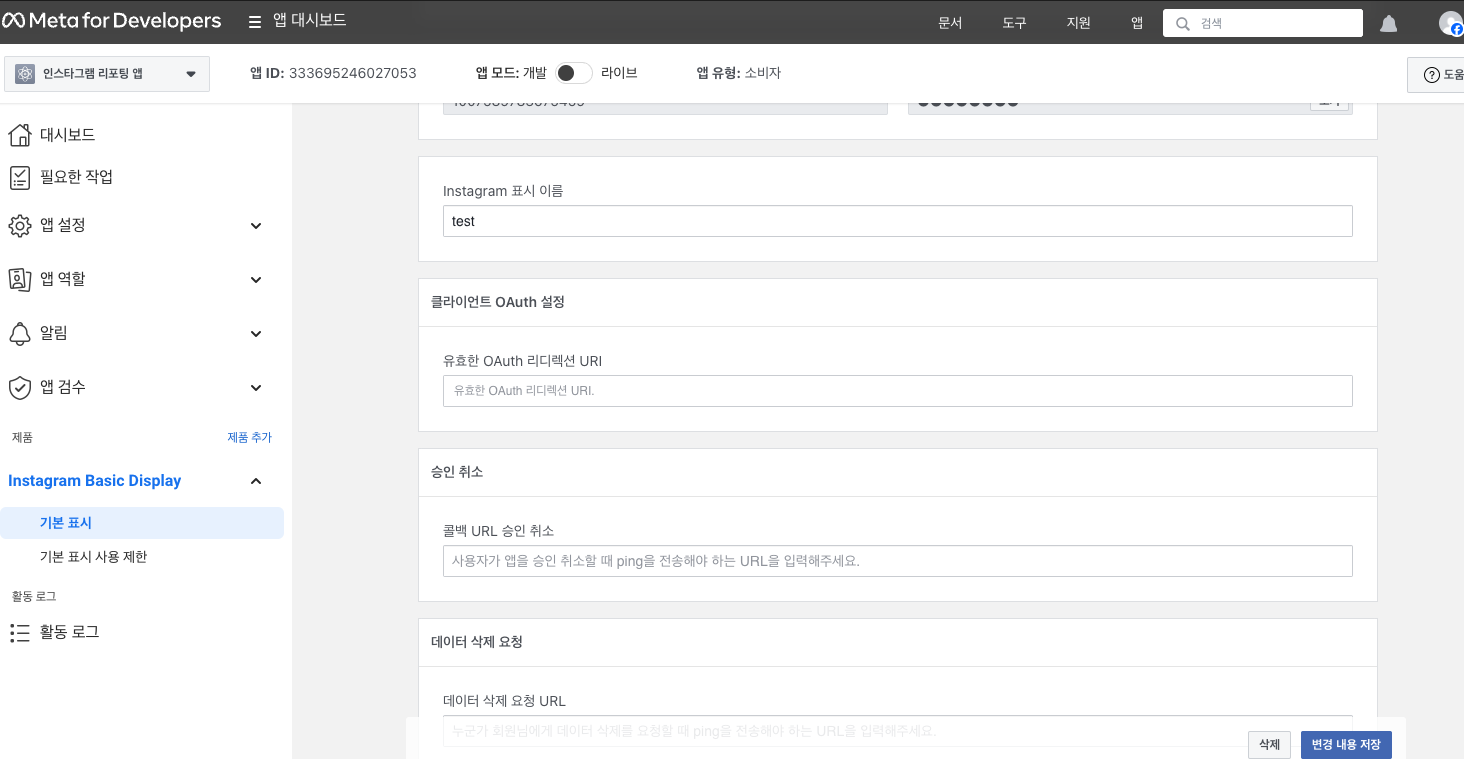 Meta for Developers
앱 대시보드
문서
도구
지원
앱
검색
인스타그램 리포팅 앱
앱 ID: 333695246027053
앱 모드: 개발
라이브
앱 유형: 소비자
대시보드
필요한 작업
앱 설정
앱 역할
알림
앱 검수
제품
제품 추가
Instagram Basic Display
기본 표시
기본 표시 사용 제한
활동 로그
활동 로그
Instagram 표시 이름
test
클라이언트 OAuth 설정
유효한 OAuth 리디렉션 URI
유효한 OAuth 리디렉션 URI.
승인 취소
콜백 URL 승인 취소
사용자가 앱을 승인 취소할 때 ping을 전송해야 하는 URL을 입력해주세요.
데이터 삭제 요청
데이터 삭제 요청 URL
누군가 회원님에게 데이터 삭제를 요청할 때 ping을 전송해야 하는 URL을 입력해주세요.
삭제
변경 내용 저장